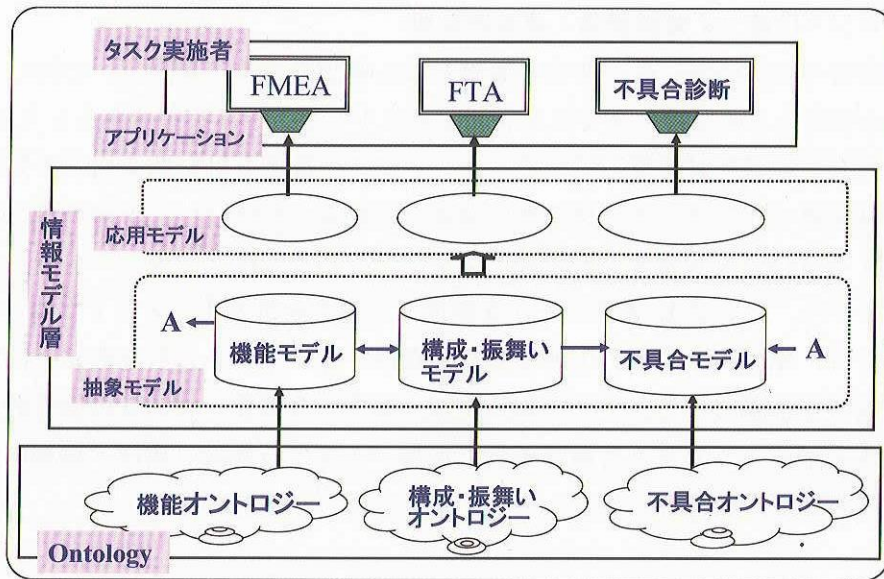 タスク実施者
FMEA
FTA
不具合診断
アプリケーション
情報モデル層
応用モデル
A
機能モデル
構成・振舞い
モデル
不具合モデル
A
抽象モデル
機能オントロジー
構成・振舞い
オントロジー
不具合オントロジー
Ontology